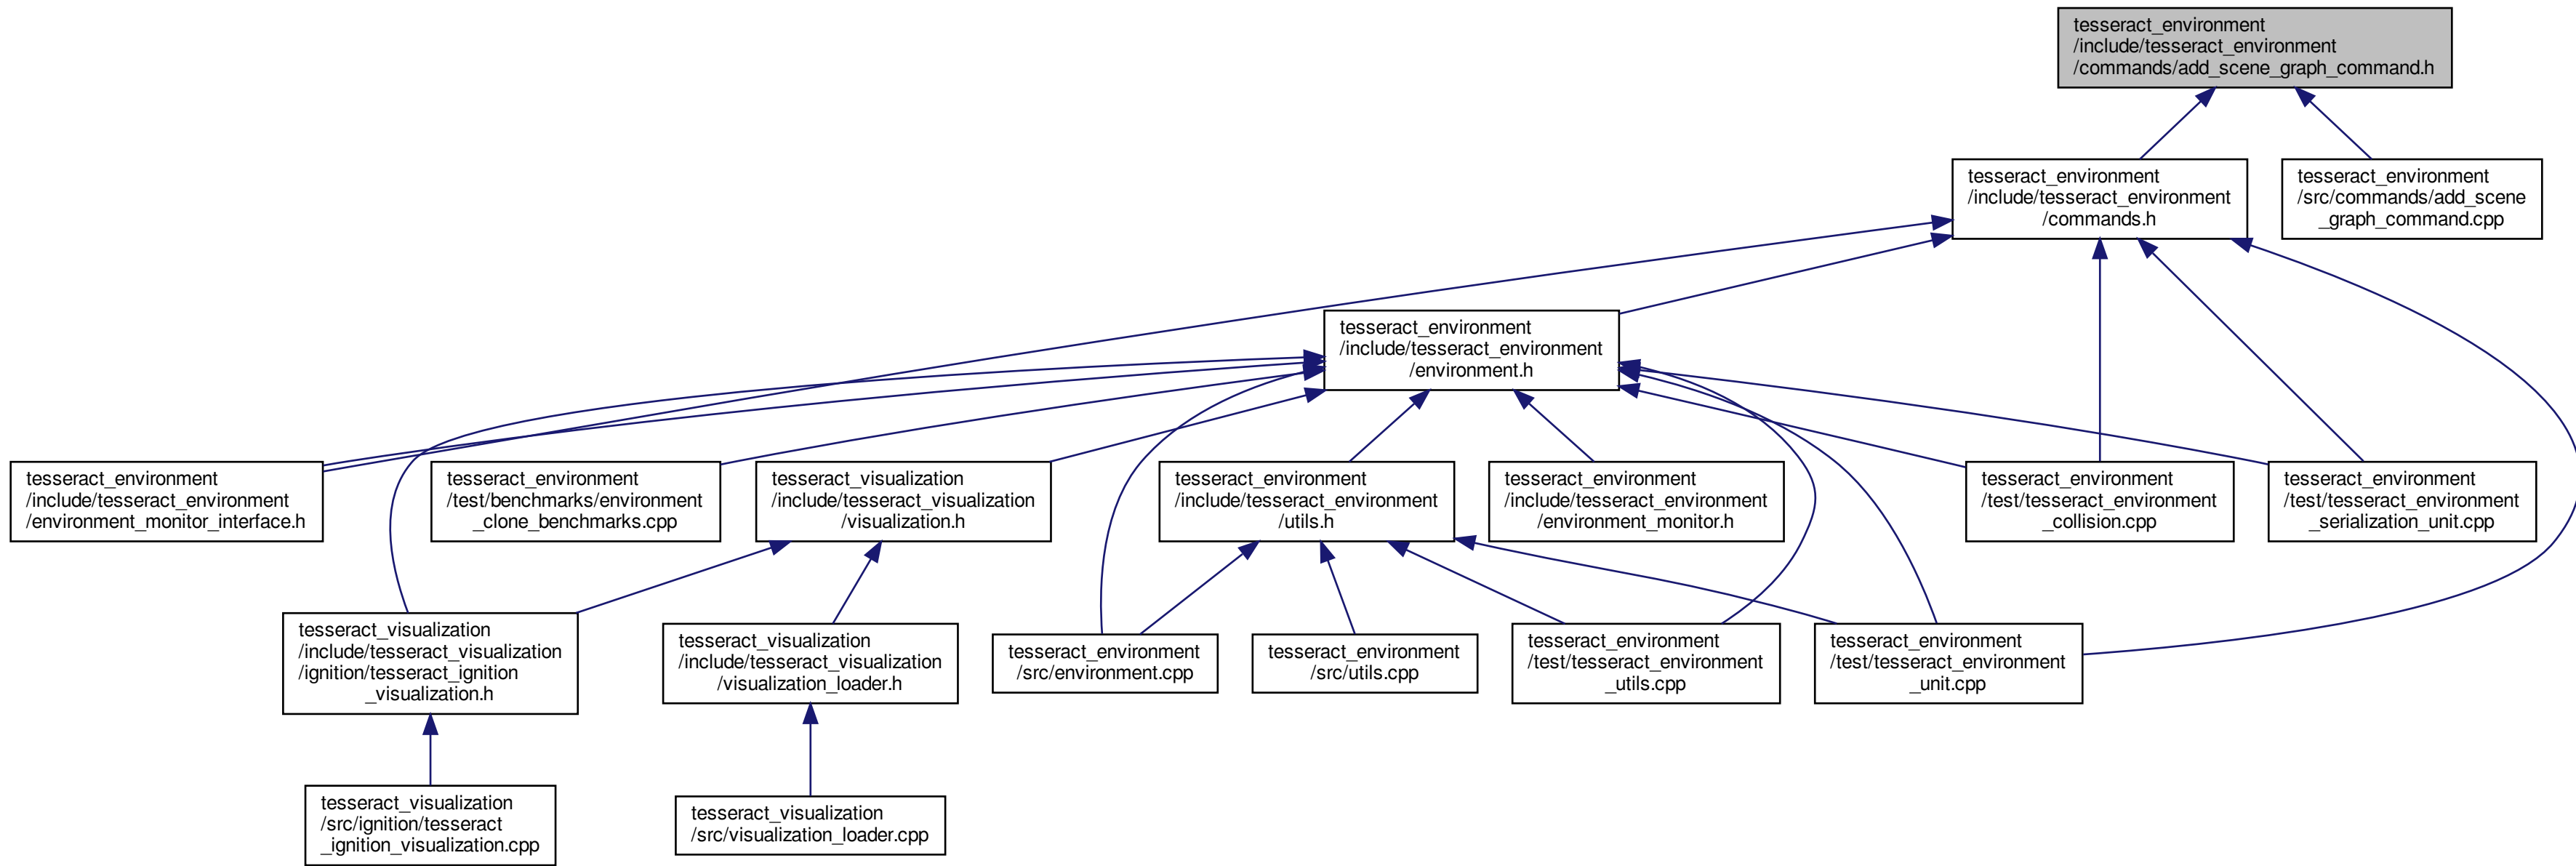 tesseract_environment
/include/tesseract_environment
/commands/add_scene_graph_command.h
tesseract_environment
/include/tesseract_environment
/commands.h
tesseract_environment
/src/commands/add_scene
_graph_command.cpp
tesseract_environment
/include/tesseract_environment
/environment.h
tesseract_environment
/include/tesseract_environment
/environment_monitor_interface.h
tesseract_environment
/test/benchmarks/environment
_clone_benchmarks.cpp
tesseract_visualization
/include/tesseract_visualization
/visualization.h
tesseract_environment
/include/tesseract_environment
/utils.h
tesseract_environment
/include/tesseract_environment
/environment_monitor.h
tesseract_environment
/test/tesseract_environment
_collision.cpp
tesseract_environment
/test/tesseract_environment
_serialization_unit.cpp
tesseract_visualization
/include/tesseract_visualization
/ignition/tesseract_ignition
_visualization.h
tesseract_visualization
/include/tesseract_visualization
/visualization_loader.h
tesseract_environment
/src/environment.cpp
tesseract_environment
/src/utils.cpp
tesseract_environment
/test/tesseract_environment
_utils.cpp
tesseract_environment
/test/tesseract_environment
_unit.cpp
tesseract_visualization
/src/ignition/tesseract
_ignition_visualization.cpp
tesseract_visualization
/src/visualization_loader.cpp